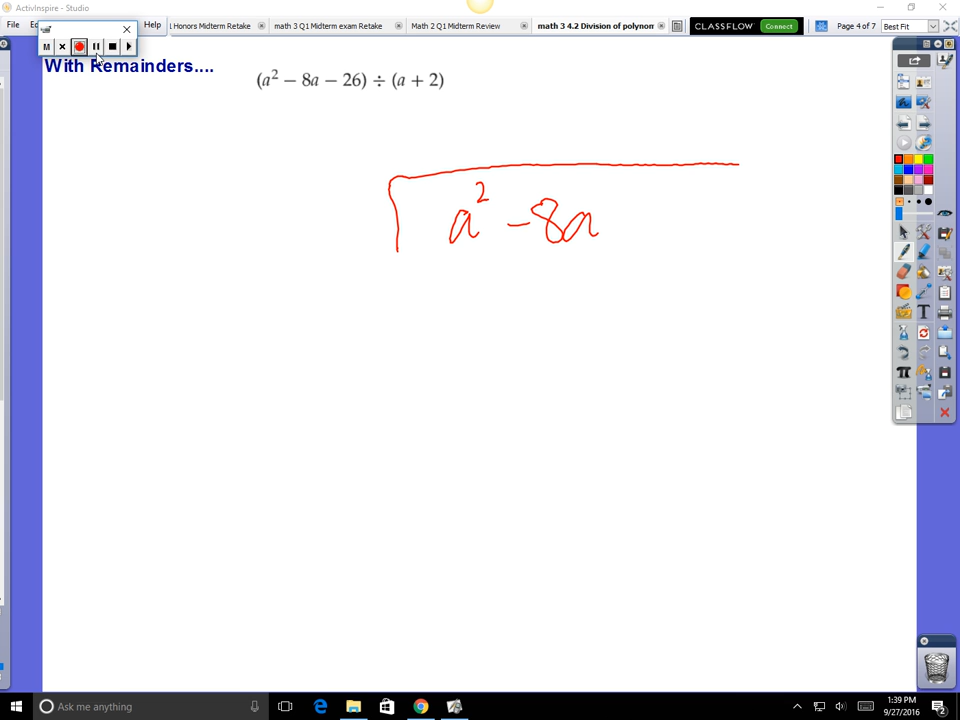 ActivInspire - Studio
File Ec Help l Honors Midterm Retake math 3 Q1 Midterm exam Retake Math 2 Q1 Midterm Review math 3 4.2 Division of polynom CLASSFLOW Connect Page 4 of 7 Best Fit
M
With Remainders....
(a² − 8a − 26) ÷ (a + 2)
a² − 8a
T
Ask me anything
1:39 PM
9/27/2016
2